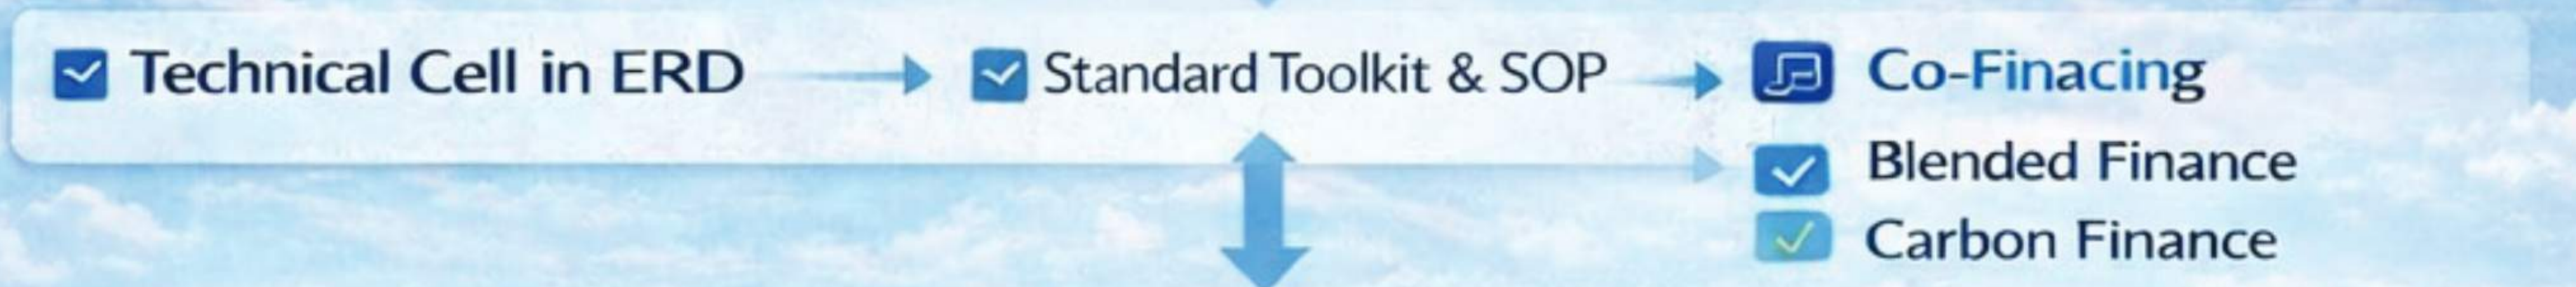 Technical Cell in ERD
Standard Toolkit & SOP
Co-Finacing
Blended Finance
Carbon Finance